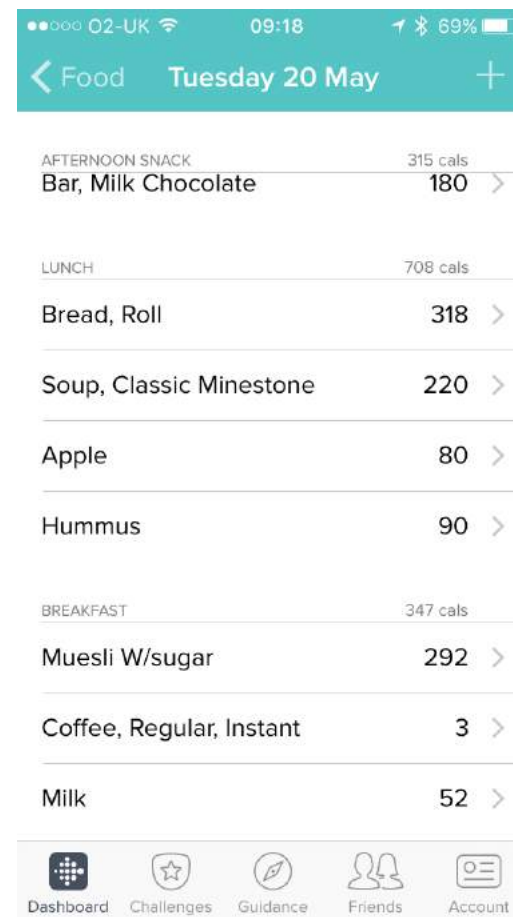 O2-UK 09:18 69%
Food Tuesday 20 May +
AFTERNOON SNACK 315 cals
Bar, Milk Chocolate 180
LUNCH 708 cals
Bread, Roll 318
Soup, Classic Minestone 220
Apple 80
Hummus 90
BREAKFAST 347 cals
Muesli W/sugar 292
Coffee, Regular, Instant 3
Milk 52
Dashboard Challenges Guidance Friends Account